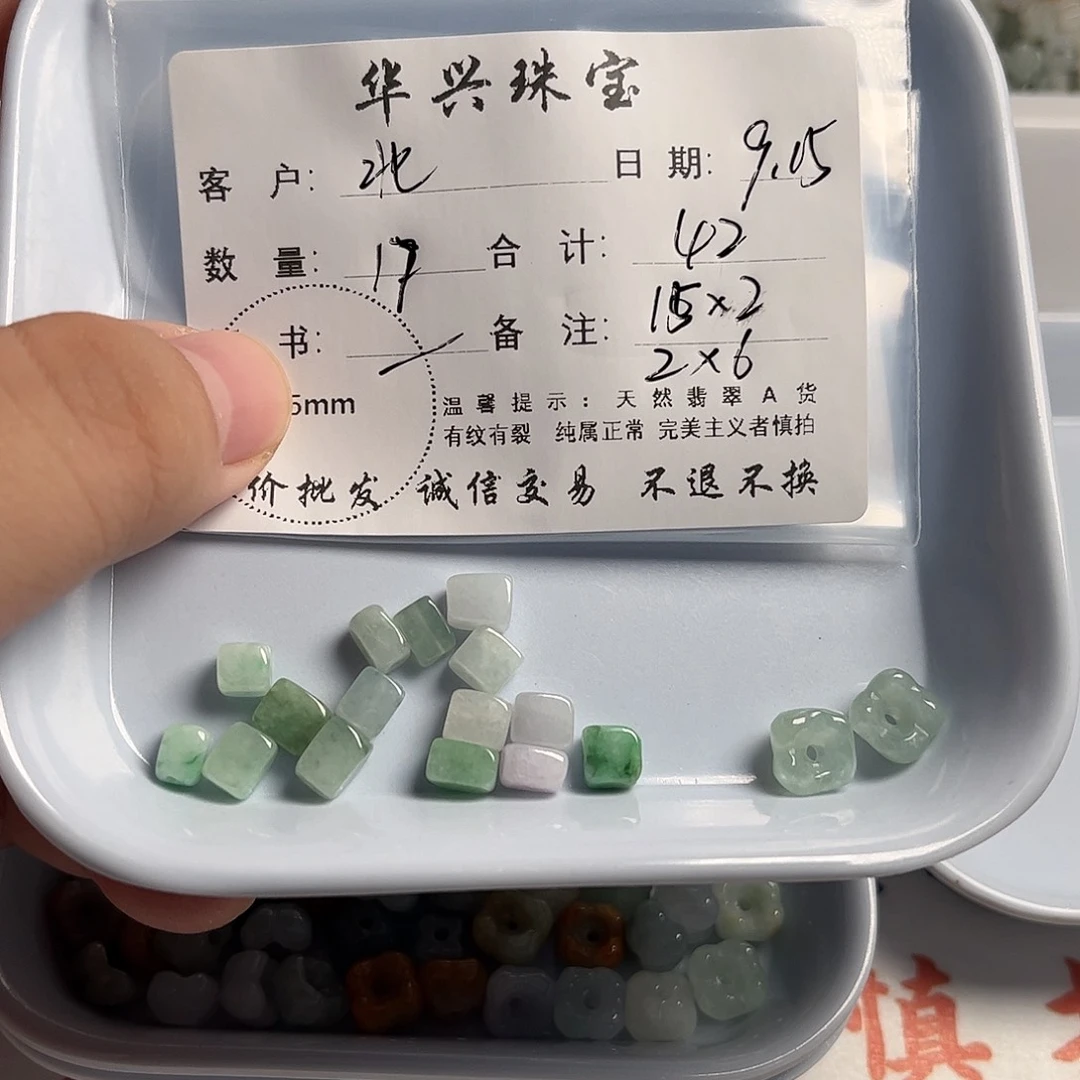 华兴珠宝
客 户: 北 日 期: 9.15
数 量: 17 合 计: 42
书: 备 注: 15×2
2×6
5mm 温馨提示: 天然翡翠A货
有纹有裂 纯属正常 完美主义者慎拍
价批发 诚信交易 不退不换
慎